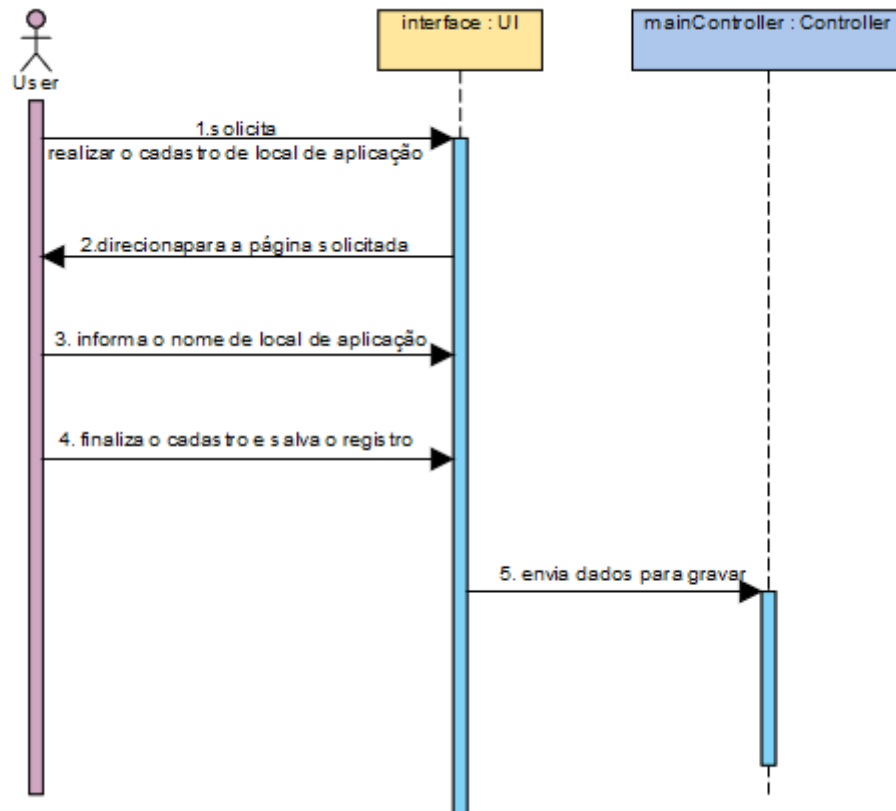 interface : UI
mainController : Controller
User
1.solicita
realizar o cadastro de local de aplicação
2.direcionapara a página solicitada
3. informa o nome de local de aplicação
4. finaliza o cadastro e salva o registro
5. envia dados para gravar